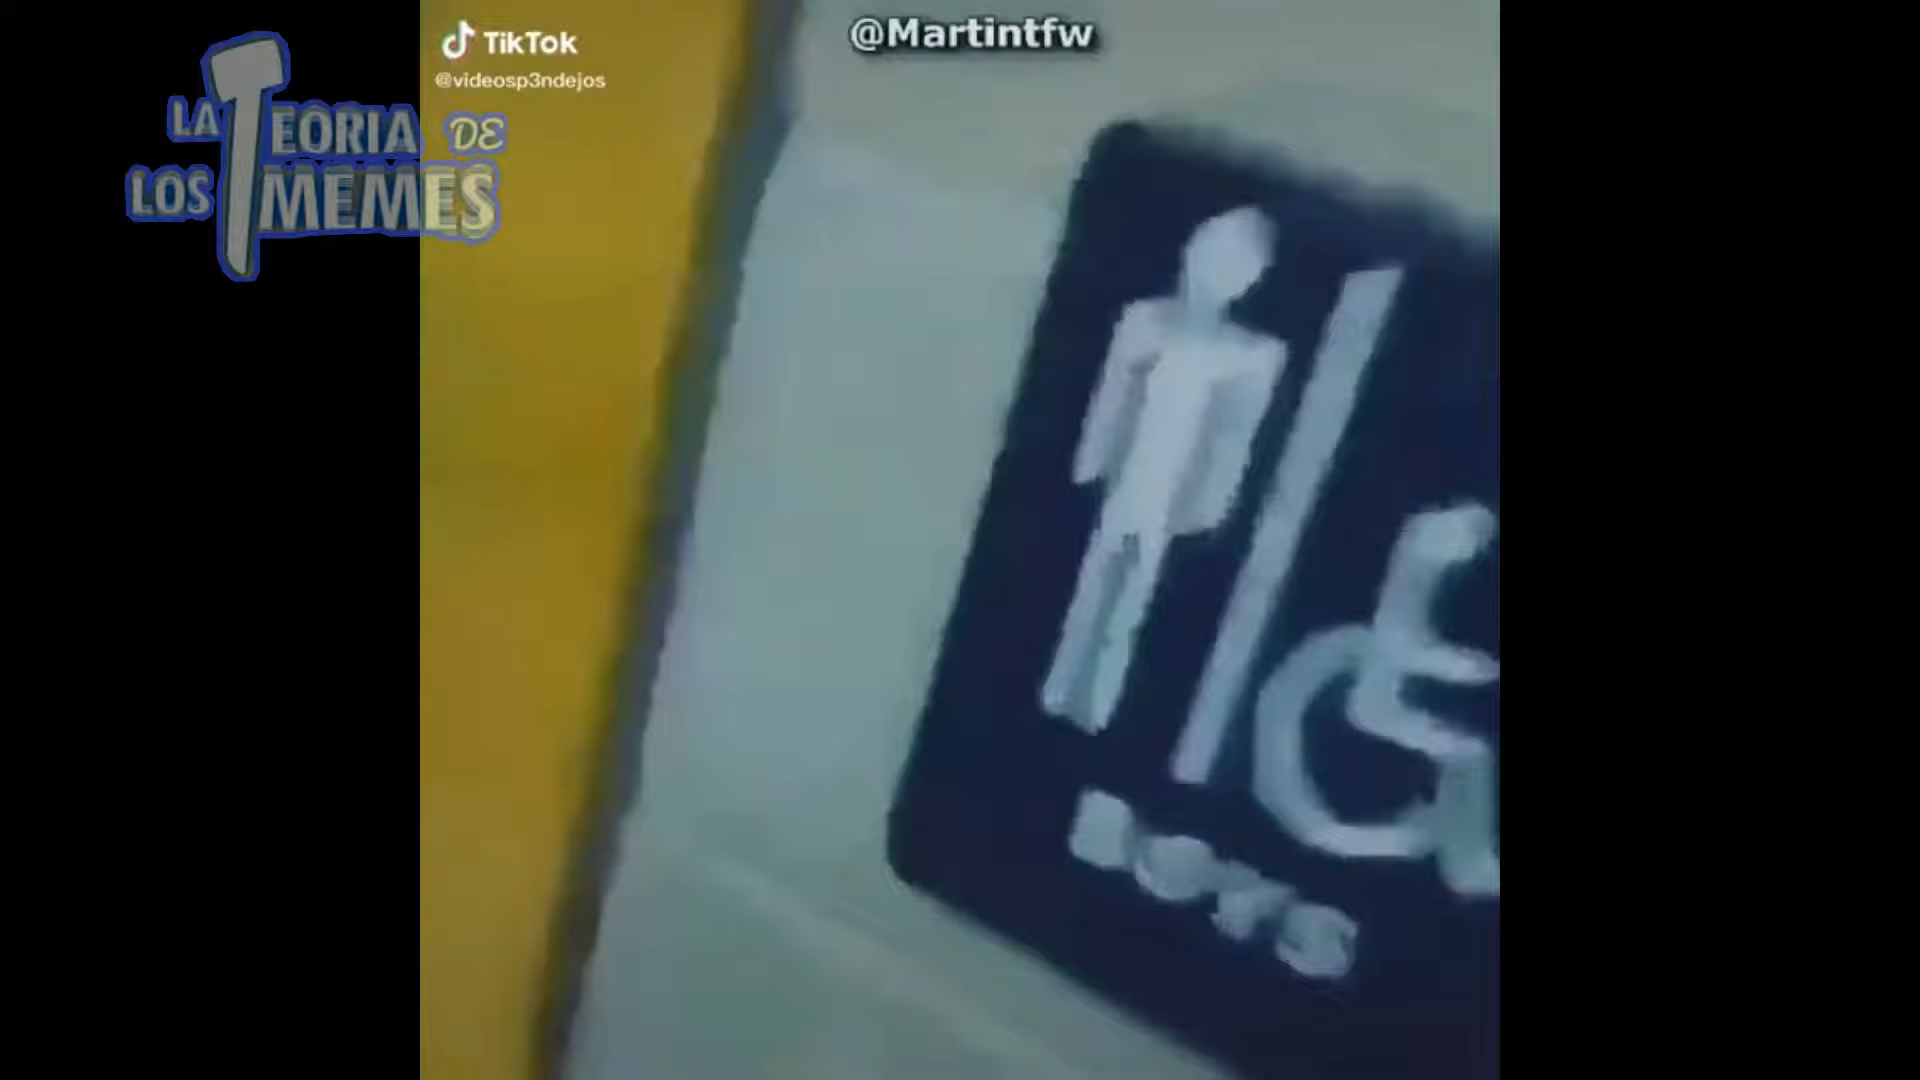 TikTok
@videosp3ndejos
@Martintfw
LA TEORIA DE
LOS MEMES
BOYS